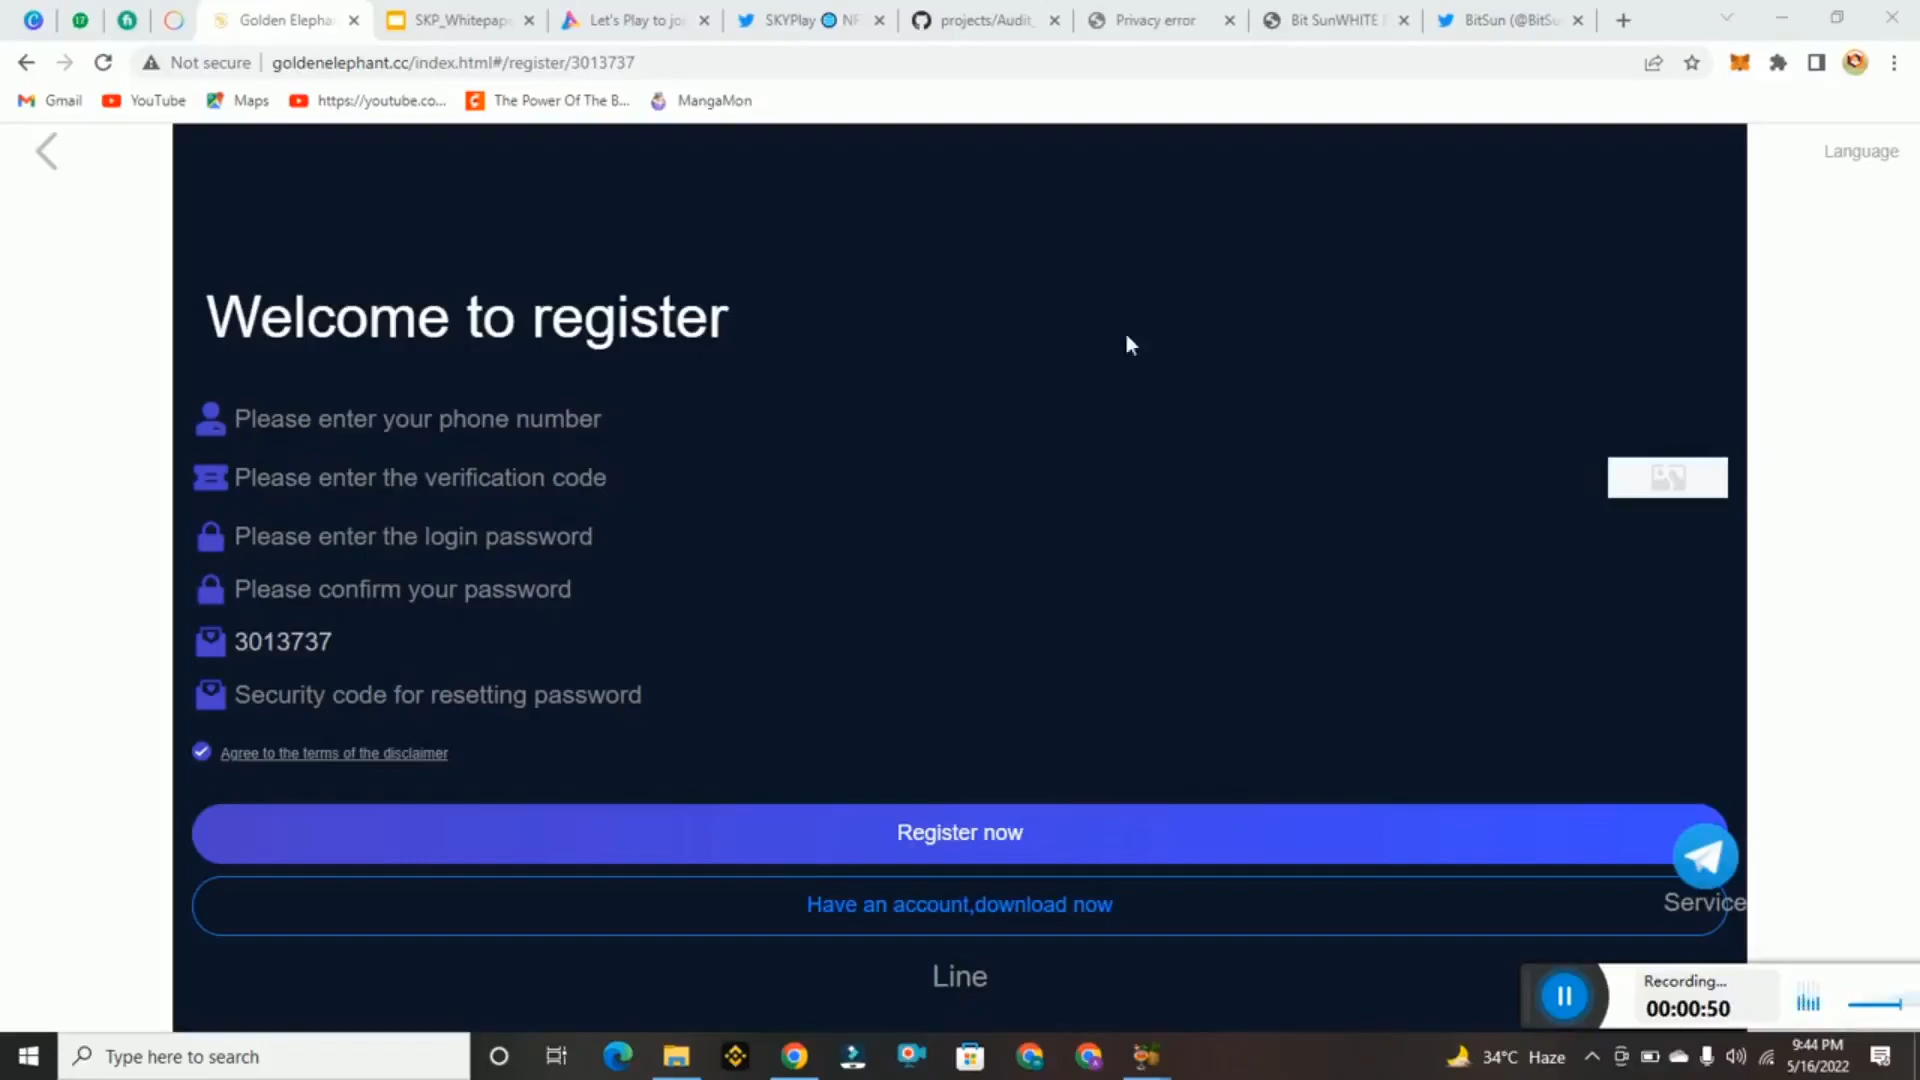 Golden Elepha
SKP_Whitepap
Let's Play to jo
SKYPlay NF
projects/Audit_
Privacy error
Bit SunWHITE
BitSun (@BitSu
Not secure
goldenelephant.cc/index.html#/register/3013737
Gmail
YouTube
Maps
https://youtube.co...
The Power Of The B...
MangaMon
Language
Welcome to register
Please enter your phone number
Please enter the verification code
Please enter the login password
Please confirm your password
3013737
Security code for resetting password
Agree to the terms of the disclaimer
Register now
Have an account,download now
Service
Line
Recording...
00:00:50
Type here to search
34°C Haze
9:44 PM
5/16/2022